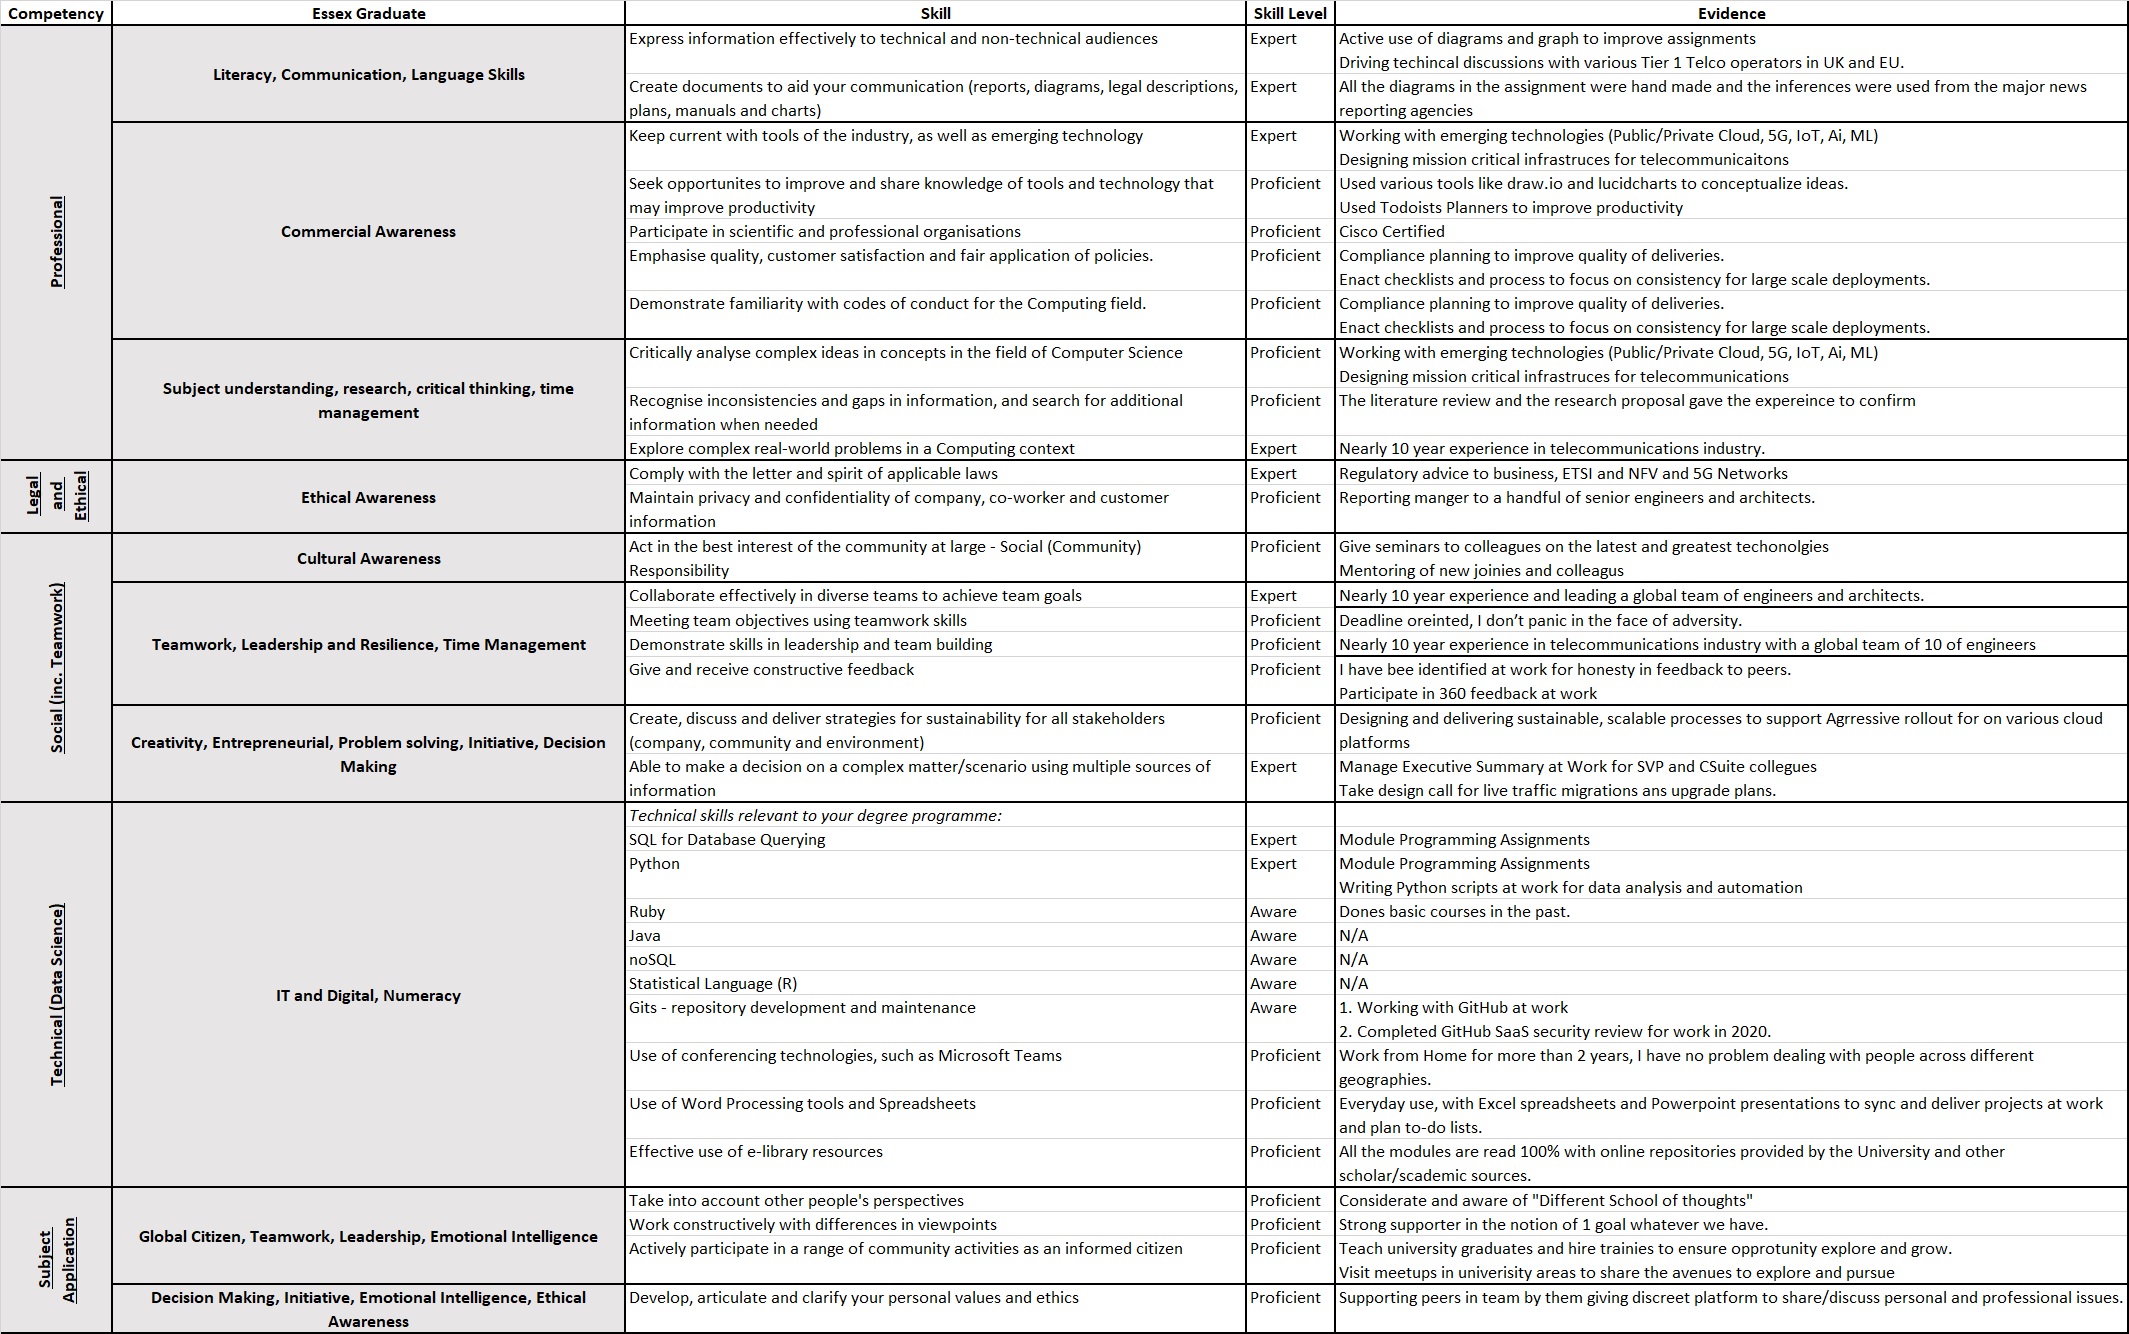 Competency Essex Graduate Skill Skill Level Evidence
Professional
Literacy, Communication, Language Skills
Express information effectively to technical and non-technical audiences Expert Active use of diagrams and graph to improve assignments
Driving techincal discussions with various Tier 1 Telco operators in UK and EU.
Create documents to aid your communication (reports, diagrams, legal descriptions, Expert All the diagrams in the assignment were hand made and the inferences were used from the major news
plans, manuals and charts) reporting agencies
Commercial Awareness
Keep current with tools of the industry, as well as emerging technology Expert Working with emerging technologies (Public/Private Cloud, 5G, IoT, Ai, ML)
Designing mission critical infrastruces for telecommunicaitons
Seek opportunites to improve and share knowledge of tools and technology that Proficient Used various tools like draw.io and lucidcharts to conceptualize ideas.
may improve productivity Used Todoists Planners to improve productivity
Participate in scientific and professional organisations Proficient Cisco Certified
Emphasise quality, customer satisfaction and fair application of policies. Proficient Compliance planning to improve quality of deliveries.
Enact checklists and process to focus on consistency for large scale deployments.
Demonstrate familiarity with codes of conduct for the Computing field. Proficient Compliance planning to improve quality of deliveries.
Enact checklists and process to focus on consistency for large scale deployments.
Subject understanding, research, critical thinking, time
management
Critically analyse complex ideas in concepts in the field of Computer Science Proficient Working with emerging technologies (Public/Private Cloud, 5G, IoT, Ai, ML)
Designing mission critical infrastruces for telecommunications
Recognise inconsistencies and gaps in information, and search for additional Proficient The literature review and the research proposal gave the expereince to confirm
information when needed
Explore complex real-world problems in a Computing context Expert Nearly 10 year experience in telecommunications industry.
Legal
and
Ethical
Ethical Awareness
Comply with the letter and spirit of applicable laws Expert Regulatory advice to business, ETSI and NFV and 5G Networks
Maintain privacy and confidentiality of company, co-worker and customer Proficient Reporting manger to a handful of senior engineers and architects.
information
Social (inc. Teamwork)
Cultural Awareness
Act in the best interest of the community at large - Social (Community) Proficient Give seminars to colleagues on the latest and greatest techonolgies
Responsibility Mentoring of new joinies and colleagus
Teamwork, Leadership and Resilience, Time Management
Collaborate effectively in diverse teams to achieve team goals Expert Nearly 10 year experience and leading a global team of engineers and architects.
Meeting team objectives using teamwork skills Proficient Deadline oreinted, I don’t panic in the face of adversity.
Demonstrate skills in leadership and team building Proficient Nearly 10 year experience in telecommunications industry with a global team of 10 of engineers
Give and receive constructive feedback Proficient I have bee identified at work for honesty in feedback to peers.
Participate in 360 feedback at work
Creativity, Entrepreneurial, Problem solving, Initiative, Decision
Making
Create, discuss and deliver strategies for sustainability for all stakeholders Proficient Designing and delivering sustainable, scalable processes to support Agrressive rollout for on various cloud
(company, community and environment) platforms
Able to make a decision on a complex matter/scenario using multiple sources of Expert Manage Executive Summary at Work for SVP and CSuite collegues
information Take design call for live traffic migrations ans upgrade plans.
Technical (Data Science)
IT and Digital, Numeracy
Technical skills relevant to your degree programme:
SQL for Database Querying Expert Module Programming Assignments
Python Expert Module Programming Assignments
Writing Python scripts at work for data analysis and automation
Ruby Aware Dones basic courses in the past.
Java Aware N/A
noSQL Aware N/A
Statistical Language (R) Aware N/A
Gits - repository development and maintenance Aware 1. Working with GitHub at work
2. Completed GitHub SaaS security review for work in 2020.
Use of conferencing technologies, such as Microsoft Teams Proficient Work from Home for more than 2 years, I have no problem dealing with people across different
geographies.
Use of Word Processing tools and Spreadsheets Proficient Everyday use, with Excel spreadsheets and Powerpoint presentations to sync and deliver projects at work
and plan to-do lists.
Effective use of e-library resources Proficient All the modules are read 100% with online repositories provided by the University and other
scholar/academic sources.
Subject
Application
Global Citizen, Teamwork, Leadership, Emotional Intelligence
Take into account other people's perspectives Proficient Considerate and aware of "Different School of thoughts"
Work constructively with differences in viewpoints Proficient Strong supporter in the notion of 1 goal whatever we have.
Actively participate in a range of community activities as an informed citizen Proficient Teach university graduates and hire trainies to ensure opprotunity explore and grow.
Visit meetups in univerisity areas to share the avenues to explore and pursue
Decision Making, Initiative, Emotional Intelligence, Ethical
Awareness
Develop, articulate and clarify your personal values and ethics Proficient Supporting peers in team by them giving discreet platform to share/discuss personal and professional issues.